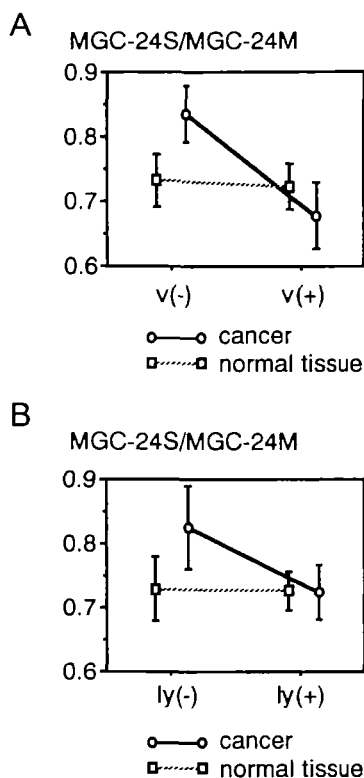 A
MGC-24S/MGC-24M
0.9
0.8
0.7
0.6
v(-) v(+)
cancer
normal tissue
B
MGC-24S/MGC-24M
0.9
0.8
0.7
0.6
ly(-) ly(+)
cancer
normal tissue